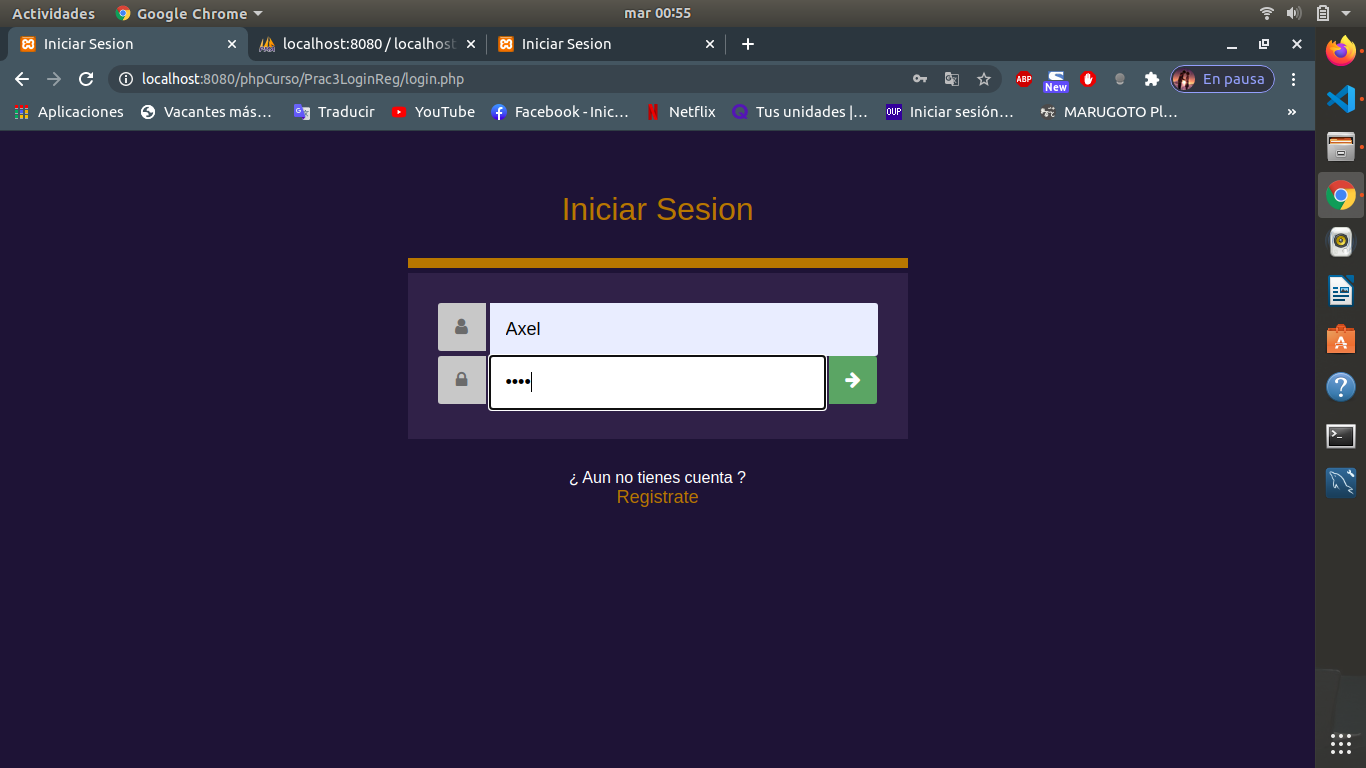 Actividades Google Chrome mar 00:55
Iniciar Sesion localhost:8080 / localhost Iniciar Sesion
localhost:8080/phpCurso/Prac3LoginReg/login.php ABP New En pausa
Aplicaciones Vacantes más… Traducir YouTube Facebook - Inic… Netflix Tus unidades |… OUP Iniciar sesión… MARUGOTO Pl… »
Iniciar Sesion
Axel
••••
¿ Aun no tienes cuenta ?
Registrate